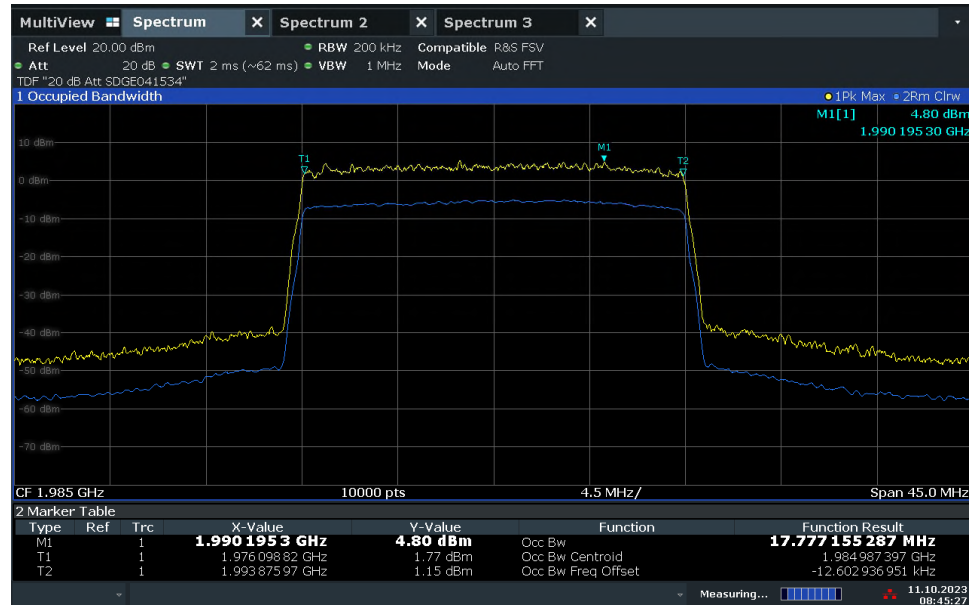 MultiView Spectrum X Spectrum 2 X Spectrum 3 X
Ref Level 20.00 dBm RBW 200 kHz Compatible R&S FSV
Att 20 dB SWT 2 ms (~62 ms) VBW 1 MHz Mode Auto FFT
TDF "20 dB Att SDGE041534"
1 Occupied Bandwidth 1Pk Max 2Rm Clrw
M1[1] 4.80 dBm
1.990 195 30 GHz
10 dBm
M1
T1
T2
0 dBm
-10 dBm
-20 dBm
-30 dBm
-40 dBm
-50 dBm
-60 dBm
-70 dBm
CF 1.985 GHz 10000 pts 4.5 MHz/ Span 45.0 MHz
2 Marker Table
Type Ref Trc X-Value Y-Value Function Function Result
M1 1 1.990 195 3 GHz 4.80 dBm Occ Bw 17.777 155 287 MHz
T1 1 1.976 098 82 GHz 1.77 dBm Occ Bw Centroid 1.984 987 397 GHz
T2 1 1.993 875 97 GHz 1.15 dBm Occ Bw Freq Offset -12.602 936 951 kHz
Measuring... 11.10.2023
08:45:27